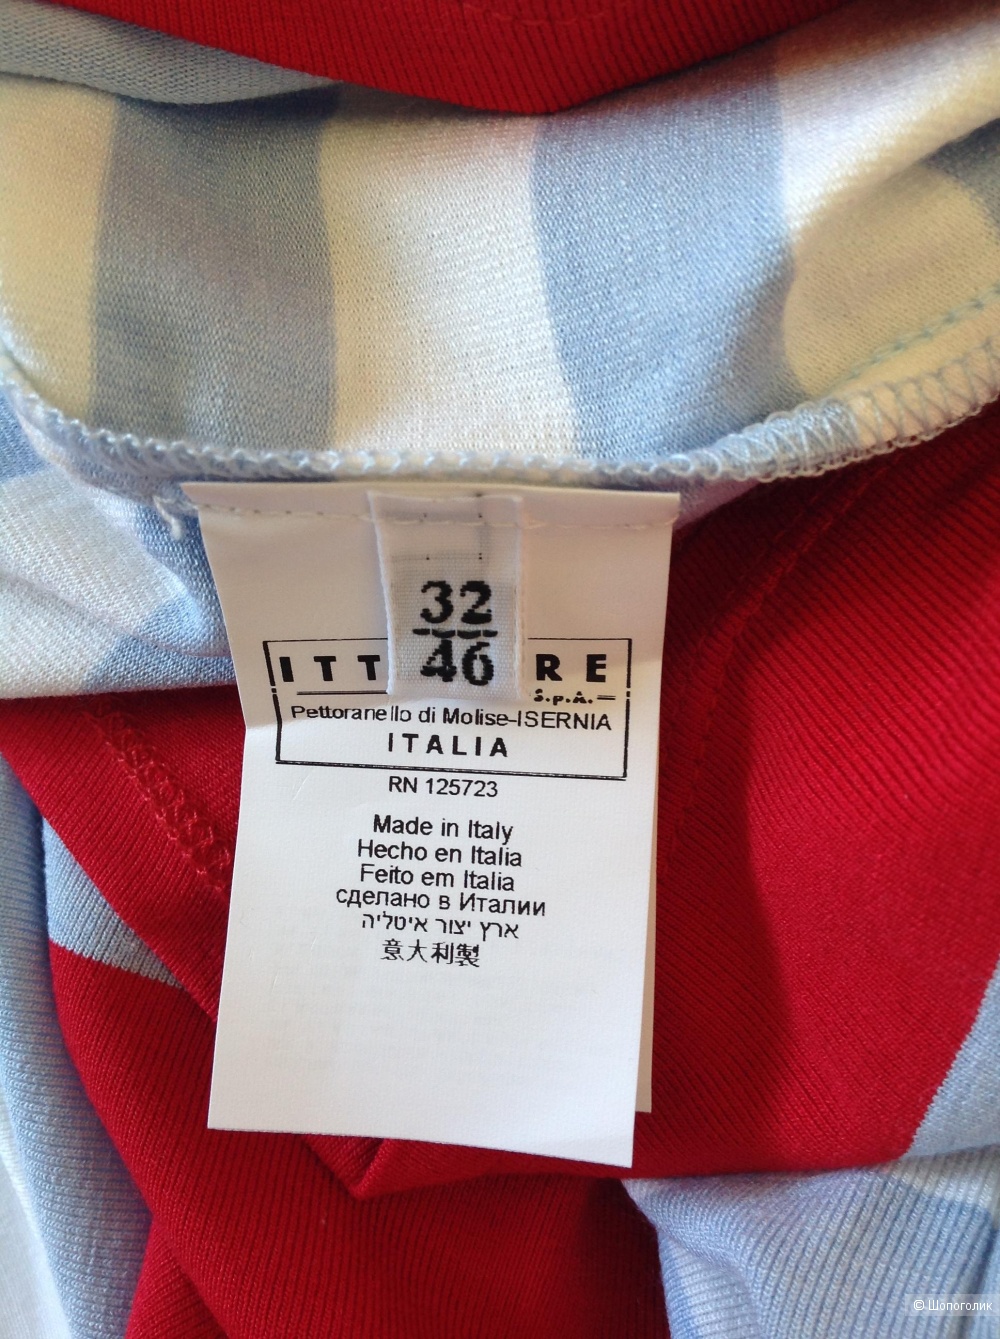 32
46
ITT RE
S.p.A.
Pettoranello di Molise-ISERNIA
ITALIA
RN 125723
Made in Italy
Hecho en Italia
Feito em Italia
сделано в Италии
ארץ יצור איטליה
意大利製
© Шопоголик